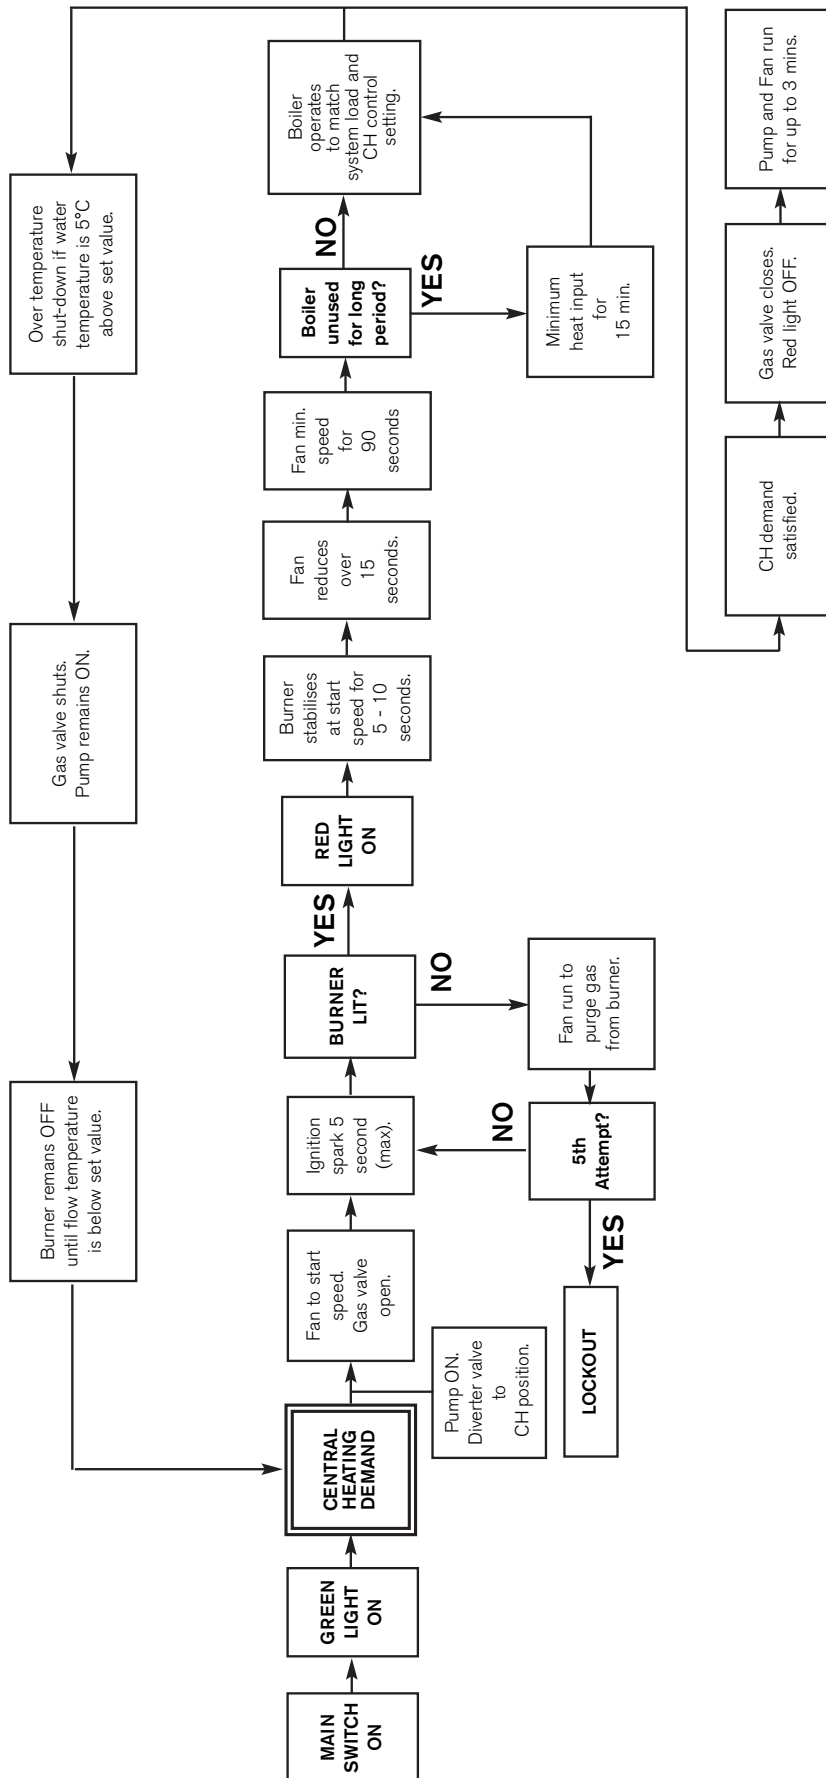 MAIN
SWITCH
ON
GREEN
LIGHT
ON
CENTRAL
HEATING
DEMAND
Pump ON.
Diverter valve
to
CH position.
Fan to start
speed.
Gas valve
open.
Ignition
spark 5
second
(max).
BURNER
LIT?
YES
NO
Fan run to
purge gas
from burner.
5th
Attempt?
NO
YES
LOCKOUT
RED
LIGHT
ON
Burner
stabilises
at start
speed for
5 - 10
seconds.
Fan
reduces
over
15
seconds.
Fan min.
speed
for
90
seconds
Boiler
unused
for long
period?
NO
YES
Minimum
heat input
for
15 min.
Boiler
operates
to match
system load and
CH control
setting.
Over temperature
shut-down if water
temperature is 5°C
above set value.
Gas valve shuts.
Pump remains ON.
Burner remans OFF
until flow temperature
is below set value.
CH demand
satisfied.
Gas valve closes.
Red light OFF.
Pump and Fan run
for up to 3 mins.